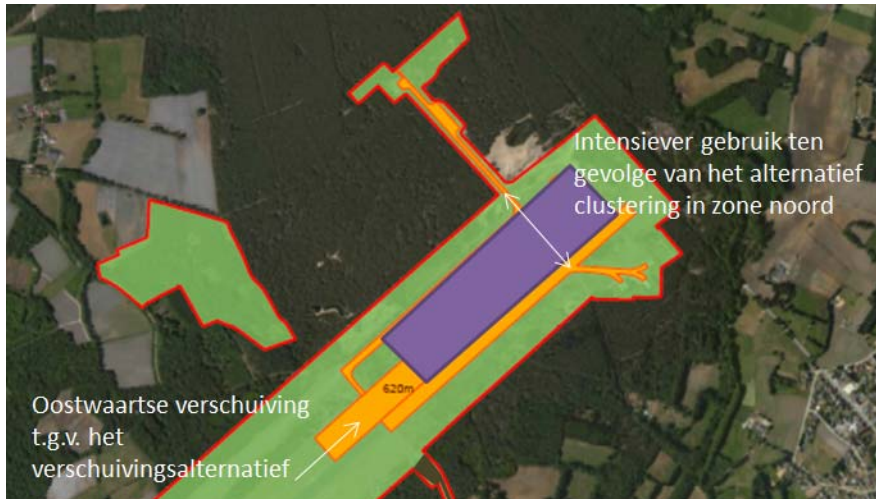 Intensiever gebruik ten
gevolge van het alternatief
clustering in zone noord
620m
Oostwaartse verschuiving
t.g.v. het
verschuivingsalternatief